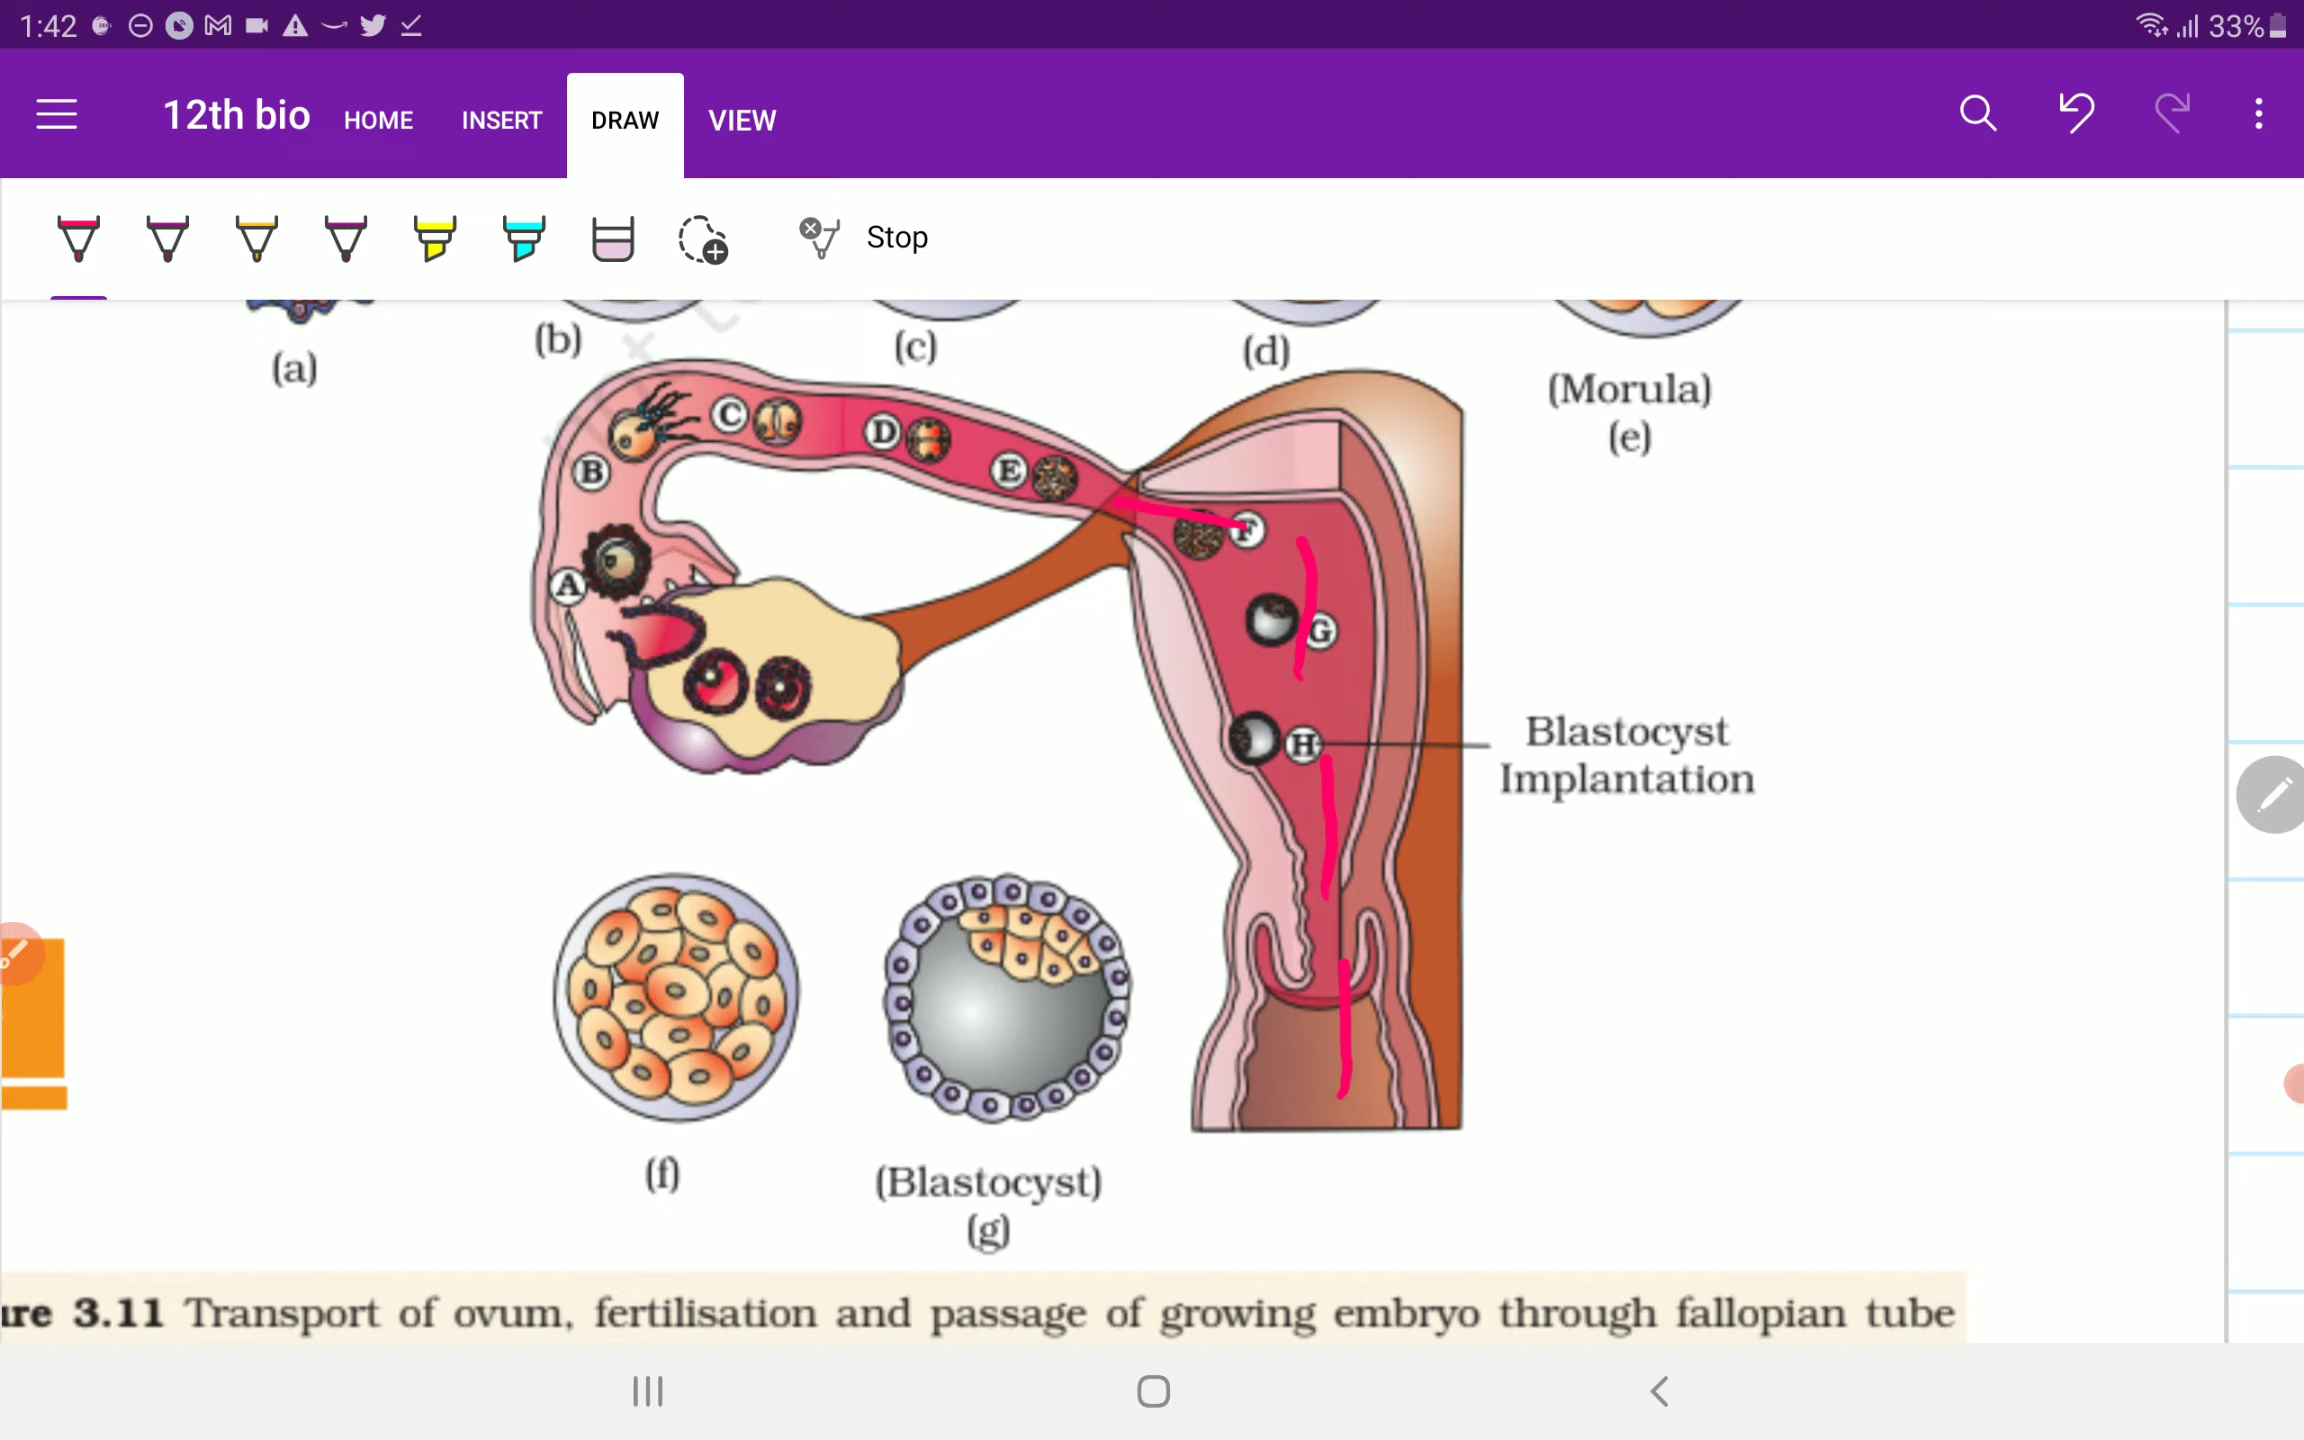 1:42
33%
12th bio HOME INSERT DRAW VIEW
Stop
(a) (b) (c) (d) (Morula)
(e)
A
B
C
D
E
F
G
H
Blastocyst
Implantation
(f) (Blastocyst)
(g)
ure 3.11 Transport of ovum, fertilisation and passage of growing embryo through fallopian tube